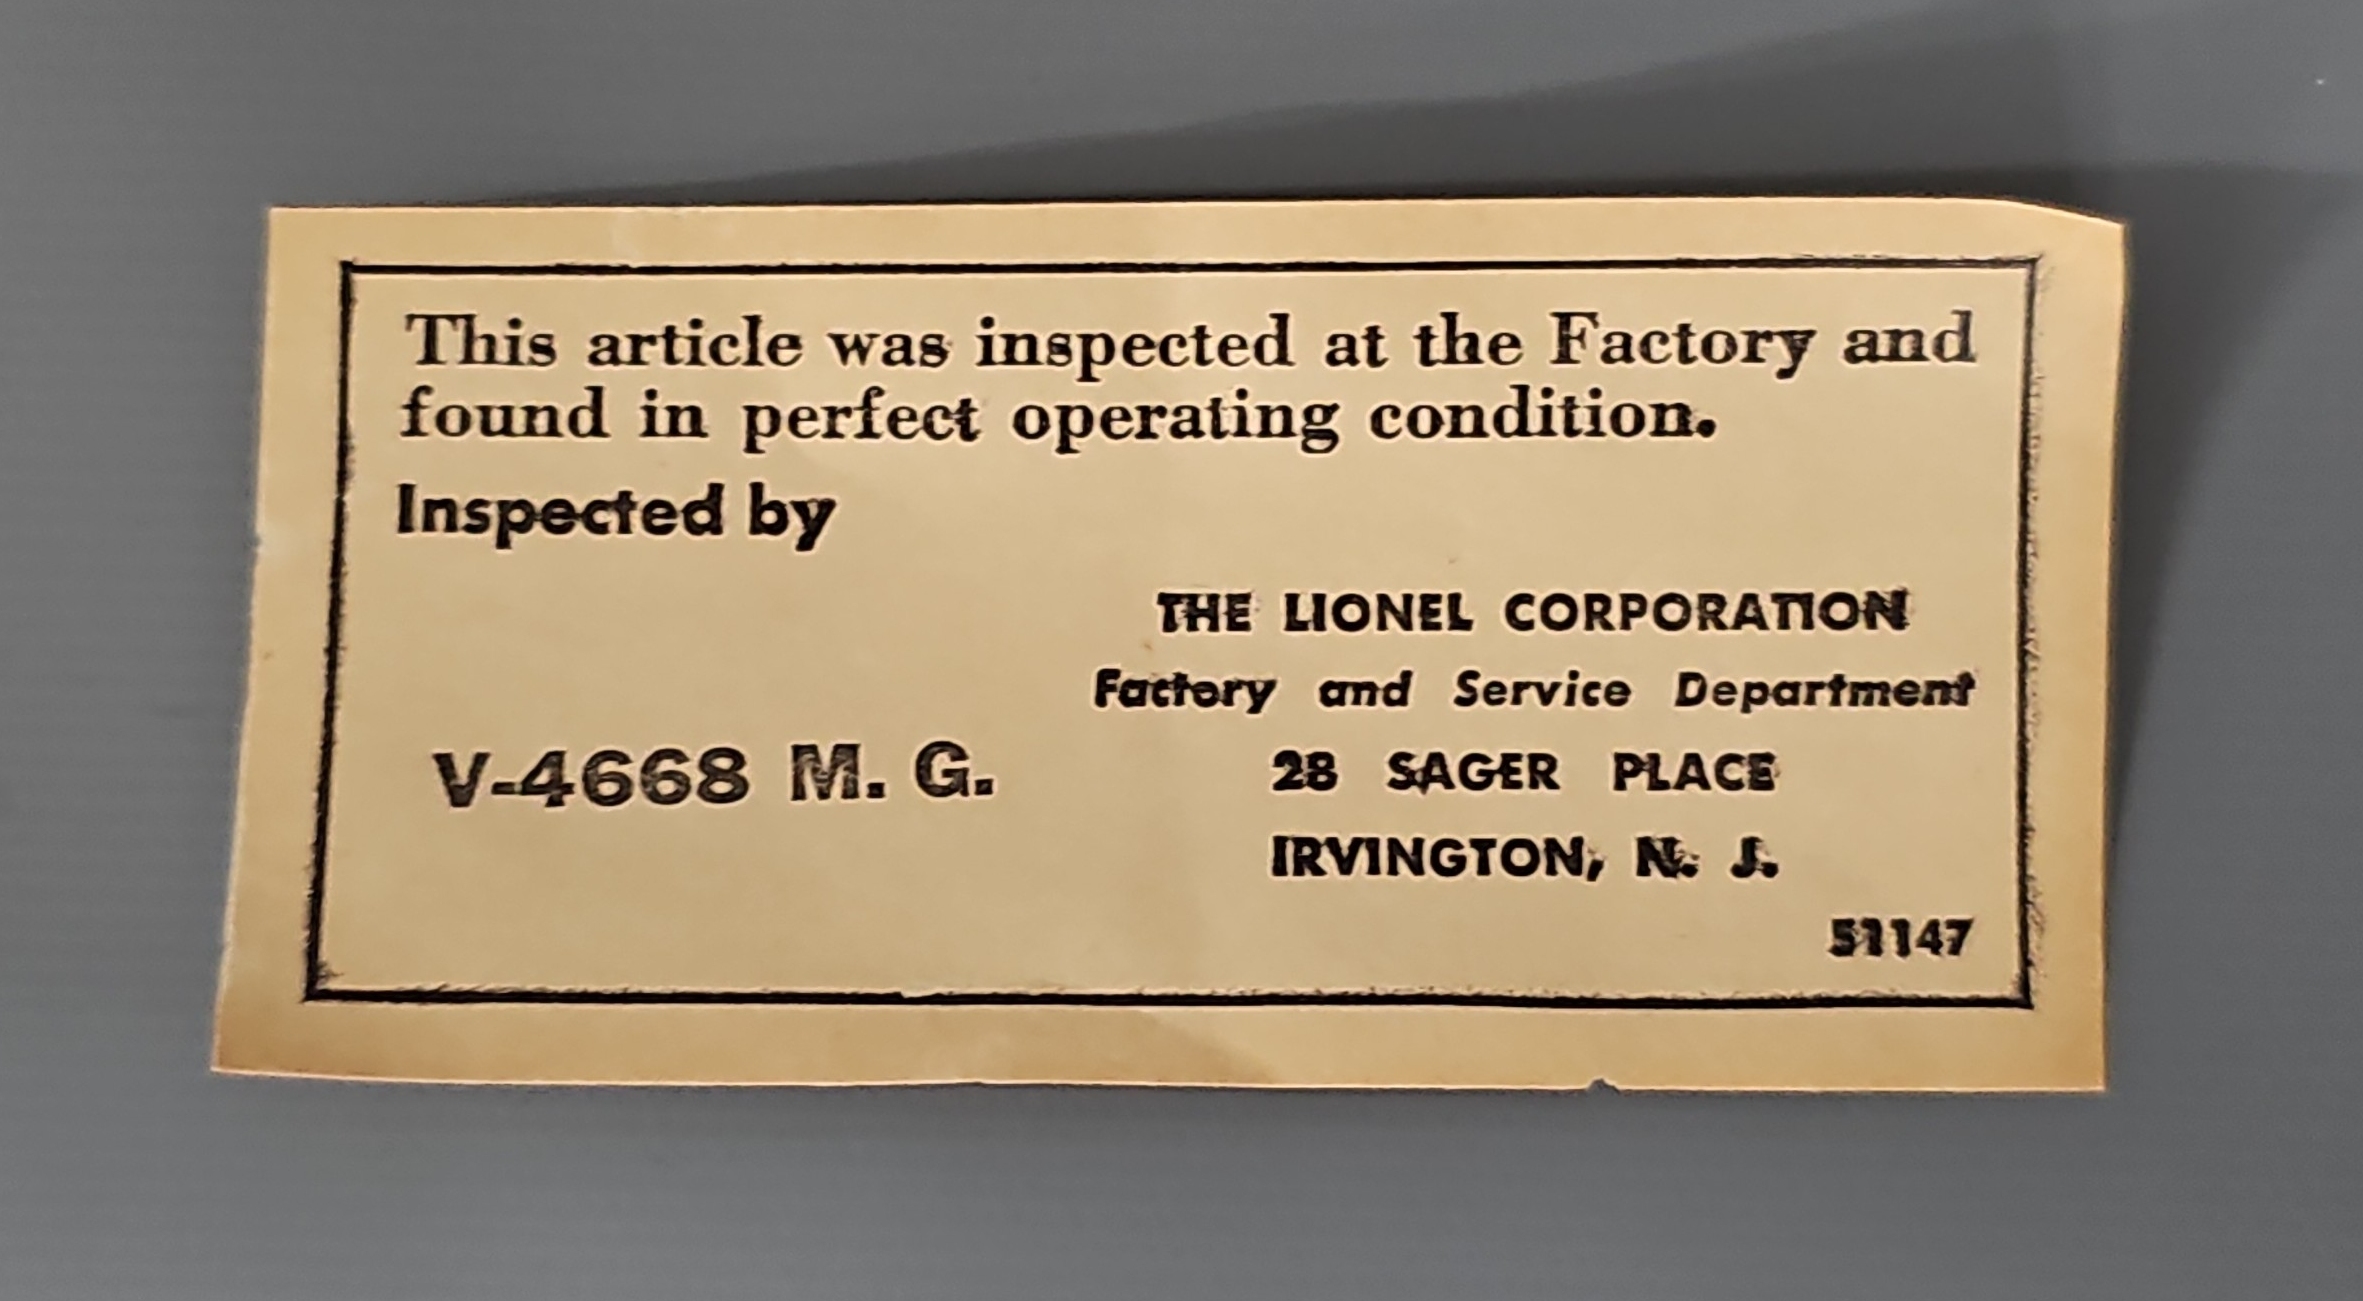 This article was inspected at the Factory and
found in perfect operating condition.
Inspected by
THE LIONEL CORPORATION
Factory and Service Department
V-4668 M. G.
28 SAGER PLACE
IRVINGTON, N. J.
51147